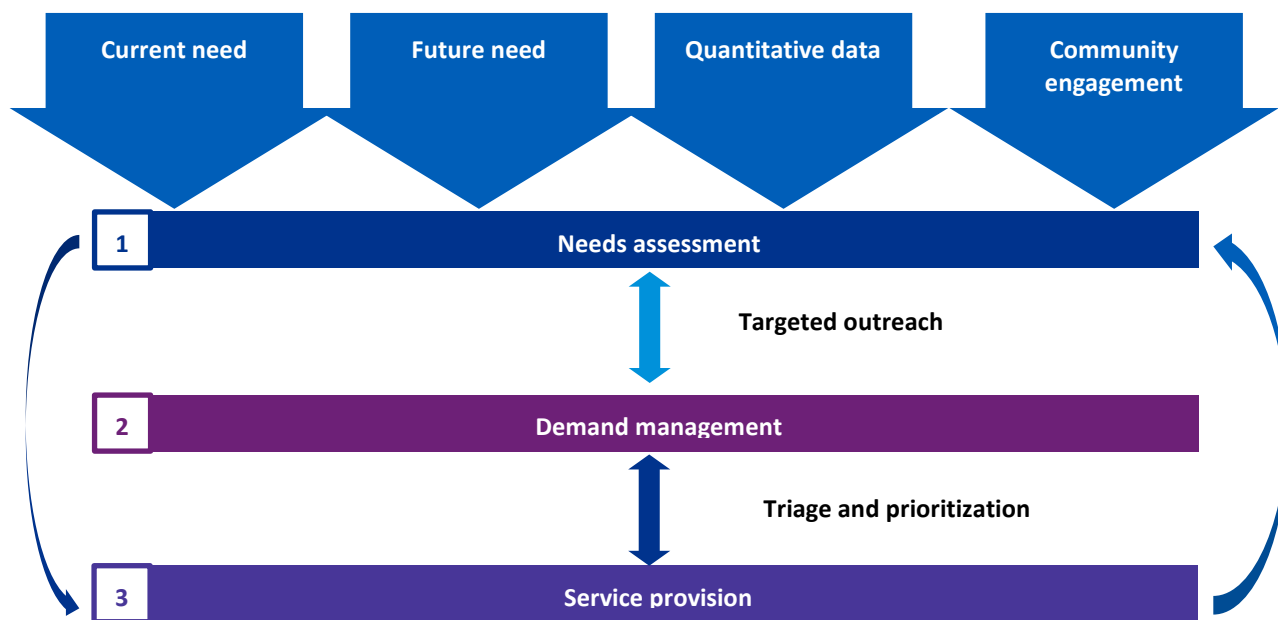 Current need
Future need
Quantitative data
Community
engagement
1
Needs assessment
Targeted outreach
2
Demand management
Triage and prioritization
3
Service provision